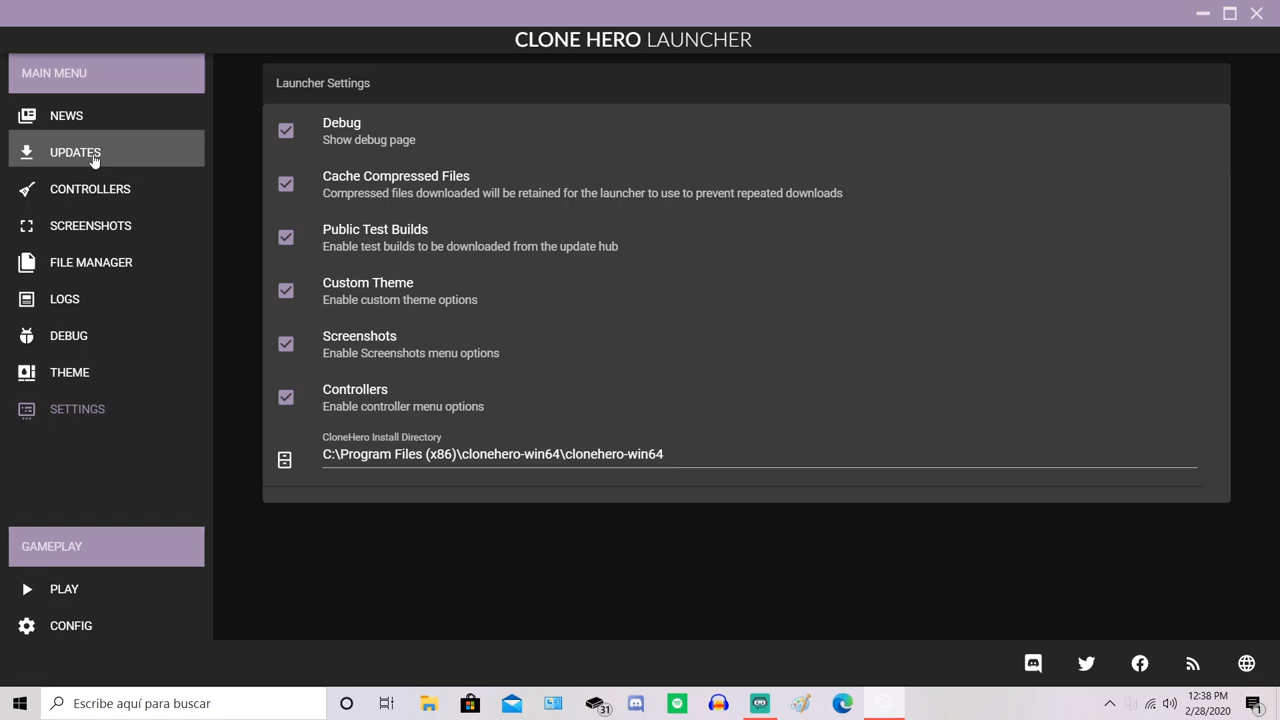 CLONE HERO LAUNCHER
MAIN MENU
NEWS
UPDATES
CONTROLLERS
SCREENSHOTS
FILE MANAGER
LOGS
DEBUG
THEME
SETTINGS
GAMEPLAY
PLAY
CONFIG
Launcher Settings
Debug
Show debug page
Cache Compressed Files
Compressed files downloaded will be retained for the launcher to use to prevent repeated downloads
Public Test Builds
Enable test builds to be downloaded from the update hub
Custom Theme
Enable custom theme options
Screenshots
Enable Screenshots menu options
Controllers
Enable controller menu options
CloneHero Install Directory
C:\Program Files (x86)\clonehero-win64\clonehero-win64
Escribe aquí para buscar
31
12:38 PM
2/28/2020
1